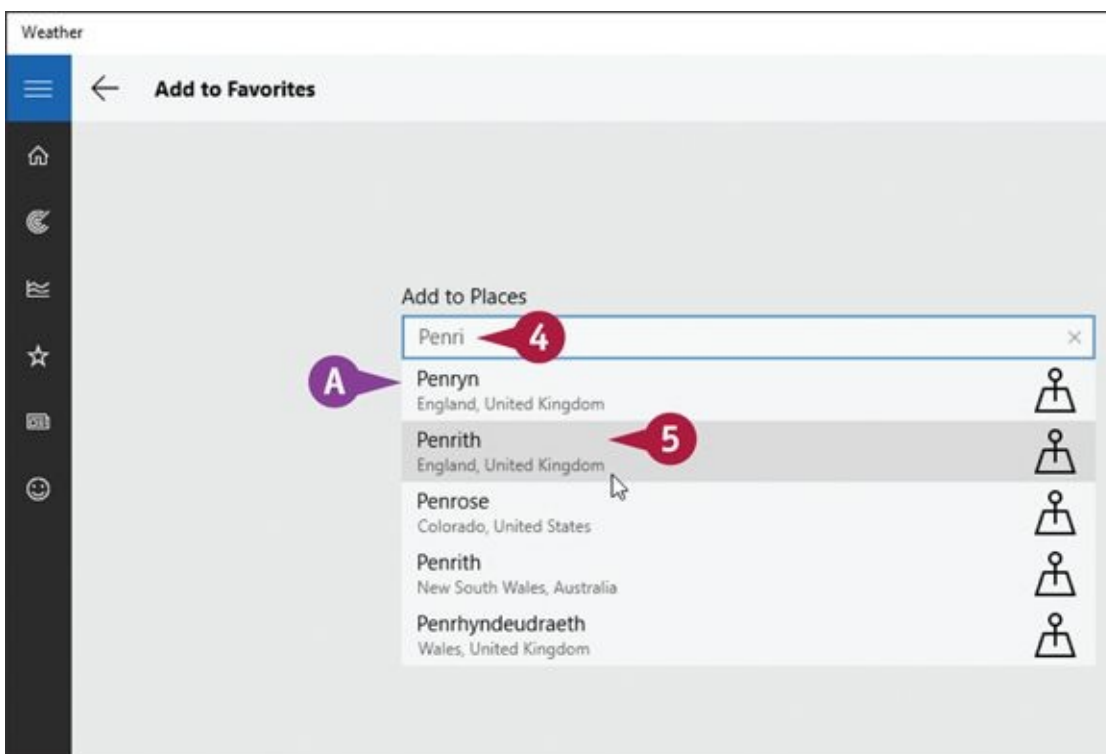 Weather
Add to Favorites
Add to Places
Penri
4
A
Penryn
England, United Kingdom
Penrith
5
England, United Kingdom
Penrose
Colorado, United States
Penrith
New South Wales, Australia
Penrhyndeudraeth
Wales, United Kingdom